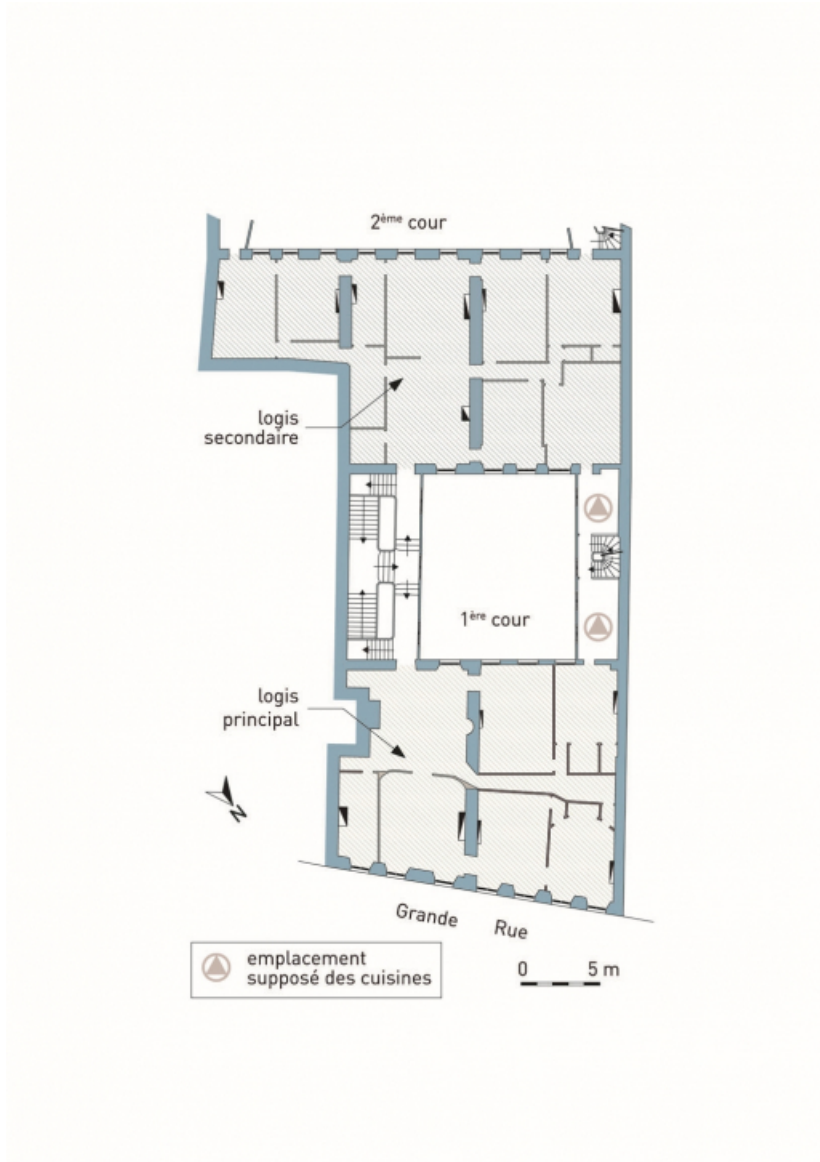 2ème cour
logis
secondaire
1ère cour
logis
principal
N
Grande Rue
emplacement
supposé des cuisines
0 5 m